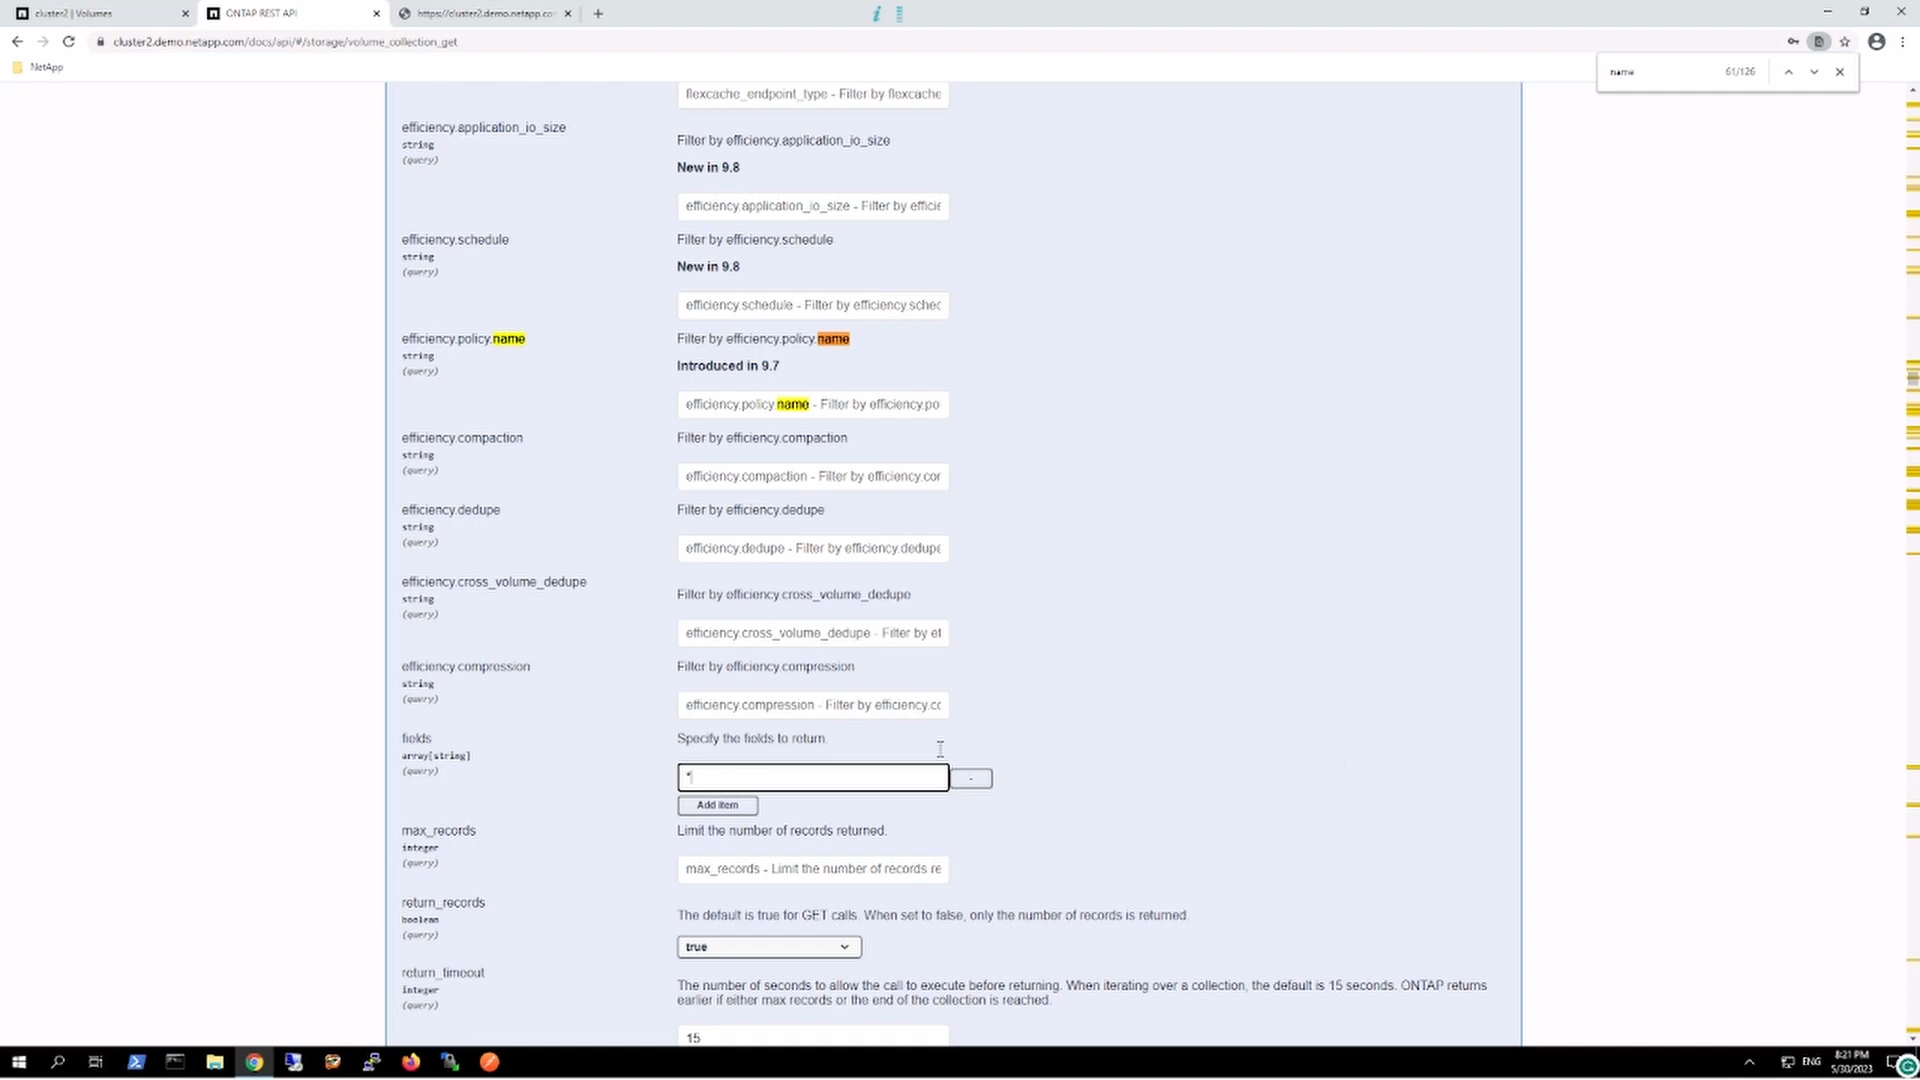 cluster2 | Volumes
ONTAP REST API
https://cluster2.demo.netapp.co
cluster2.demo.netapp.com/docs/api/#/storage/volume_collection_get
NetApp
name 61/126
flexcache_endpoint_type - Filter by flexcache
efficiency.application_io_size
string
(query)
Filter by efficiency.application_io_size
New in 9.8
efficiency.application_io_size - Filter by efficie
efficiency.schedule
string
(query)
Filter by efficiency.schedule
New in 9.8
efficiency.schedule - Filter by efficiency.schec
efficiency.policy.name
string
(query)
Filter by efficiency.policy.name
Introduced in 9.7
efficiency.policy.name - Filter by efficiency.po
efficiency.compaction
string
(query)
Filter by efficiency.compaction
efficiency.compaction - Filter by efficiency.cor
efficiency.dedupe
string
(query)
Filter by efficiency.dedupe
efficiency.dedupe - Filter by efficiency.dedupe
efficiency.cross_volume_dedupe
string
(query)
Filter by efficiency.cross_volume_dedupe
efficiency.cross_volume_dedupe - Filter by ef
efficiency.compression
string
(query)
Filter by efficiency.compression
efficiency.compression - Filter by efficiency.cc
fields
array[string]
(query)
Specify the fields to return.
*
-
Add item
max_records
integer
(query)
Limit the number of records returned.
max_records - Limit the number of records re
return_records
boolean
(query)
The default is true for GET calls. When set to false, only the number of records is returned.
true
return_timeout
integer
(query)
The number of seconds to allow the call to execute before returning. When iterating over a collection, the default is 15 seconds. ONTAP returns
earlier if either max records or the end of the collection is reached.
15
ENG
8:21 PM
5/30/2023